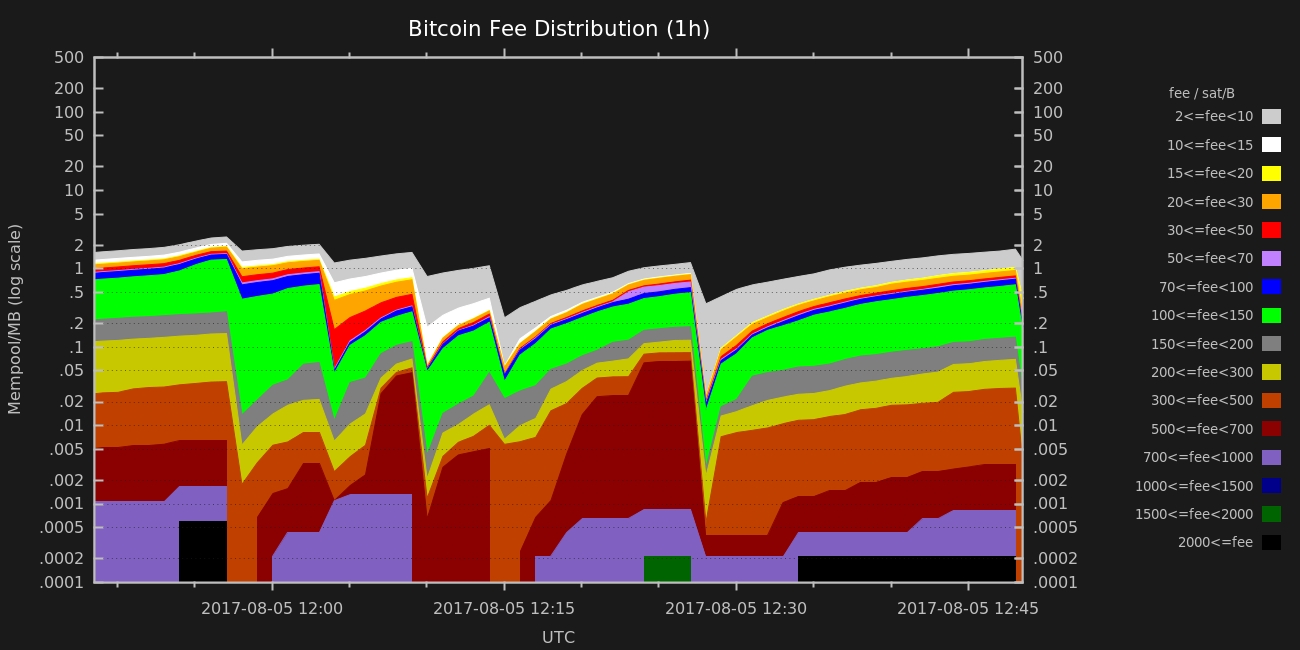 Bitcoin Fee Distribution (1h)
500 500
200 200
100 100
50 50
20 20
10 10
5 5
2 2
1 1
.5 .5
.2 .2
.1 .1
.05 .05
.02 .02
.01 .01
.005 .005
.002 .002
.001 .001
.0005 .0005
.0002 .0002
.0001 .0001
Mempool/MB (log scale)
2017-08-05 12:00 2017-08-05 12:15 2017-08-05 12:30 2017-08-05 12:45
UTC
fee / sat/B
2<=fee<10
10<=fee<15
15<=fee<20
20<=fee<30
30<=fee<50
50<=fee<70
70<=fee<100
100<=fee<150
150<=fee<200
200<=fee<300
300<=fee<500
500<=fee<700
700<=fee<1000
1000<=fee<1500
1500<=fee<2000
2000<=fee